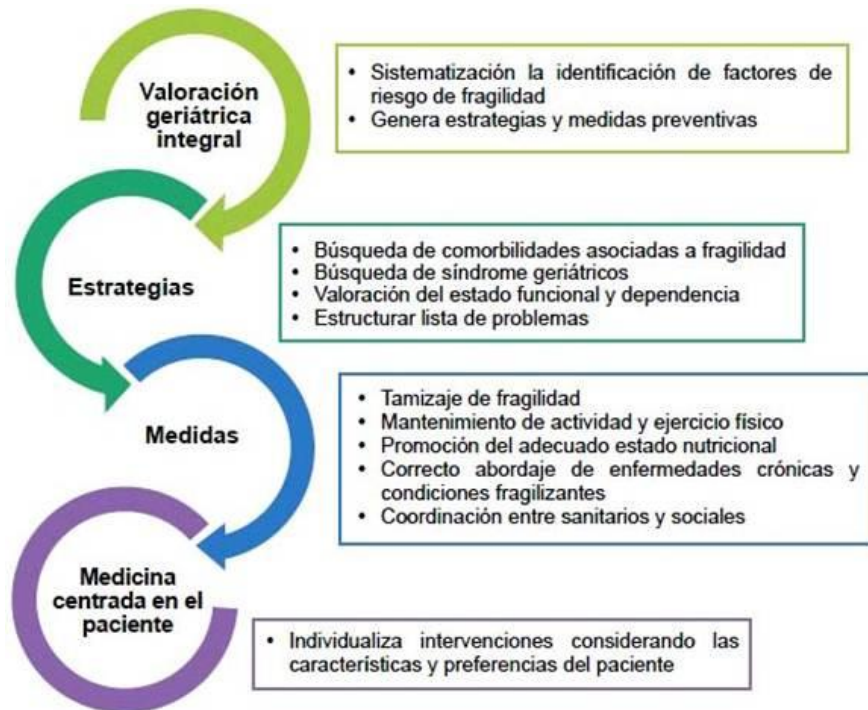 Valoración
geriátrica
integral
• Sistematización la identificación de factores de
riesgo de fragilidad
• Genera estrategias y medidas preventivas
Estrategias
• Búsqueda de comorbilidades asociadas a fragilidad
• Búsqueda de síndrome geriátricos
• Valoración del estado funcional y dependencia
• Estructurar lista de problemas
Medidas
• Tamizaje de fragilidad
• Mantenimiento de actividad y ejercicio físico
• Promoción del adecuado estado nutricional
• Correcto abordaje de enfermedades crónicas y
condiciones fragilizantes
• Coordinación entre sanitarios y sociales
Medicina
centrada en el
paciente
• Individualiza intervenciones considerando las
características y preferencias del paciente